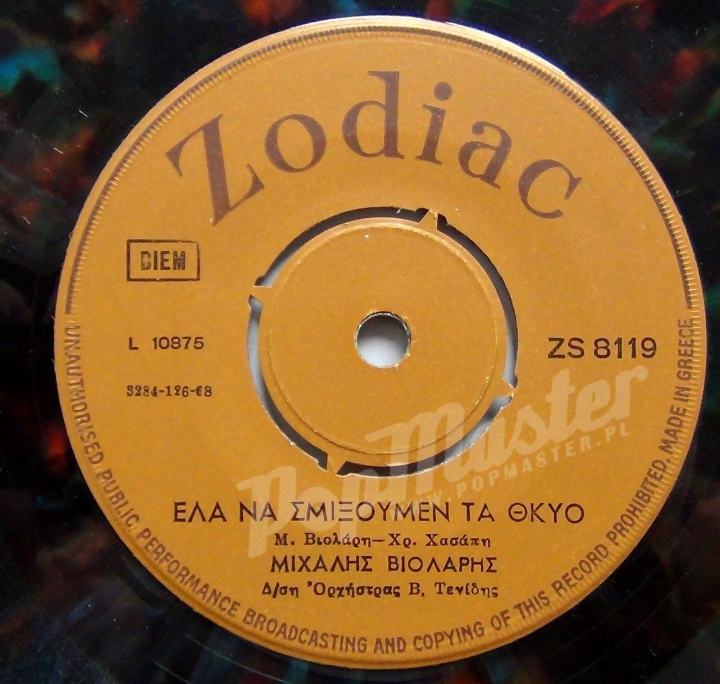 Zodiac
BIEM
L 10875
ZS 8119
3284-126-68
ΕΛΑ ΝΑ ΣΜΙΞΟΥΜΕΝ ΤΑ ΘΚΥΟ
Μ. Βιολάρη—Χρ. Χασάπη
ΜΙΧΑΛΗΣ ΒΙΟΛΑΡΗΣ
Δ/ση Ὀρχήστρας Β. Τενίδης
UNAUTHORISED PUBLIC PERFORMANCE BROADCASTING AND COPYING OF THIS RECORD PROHIBITED. MADE IN GREECE
PopMaster
WWW.POPMASTER.PL